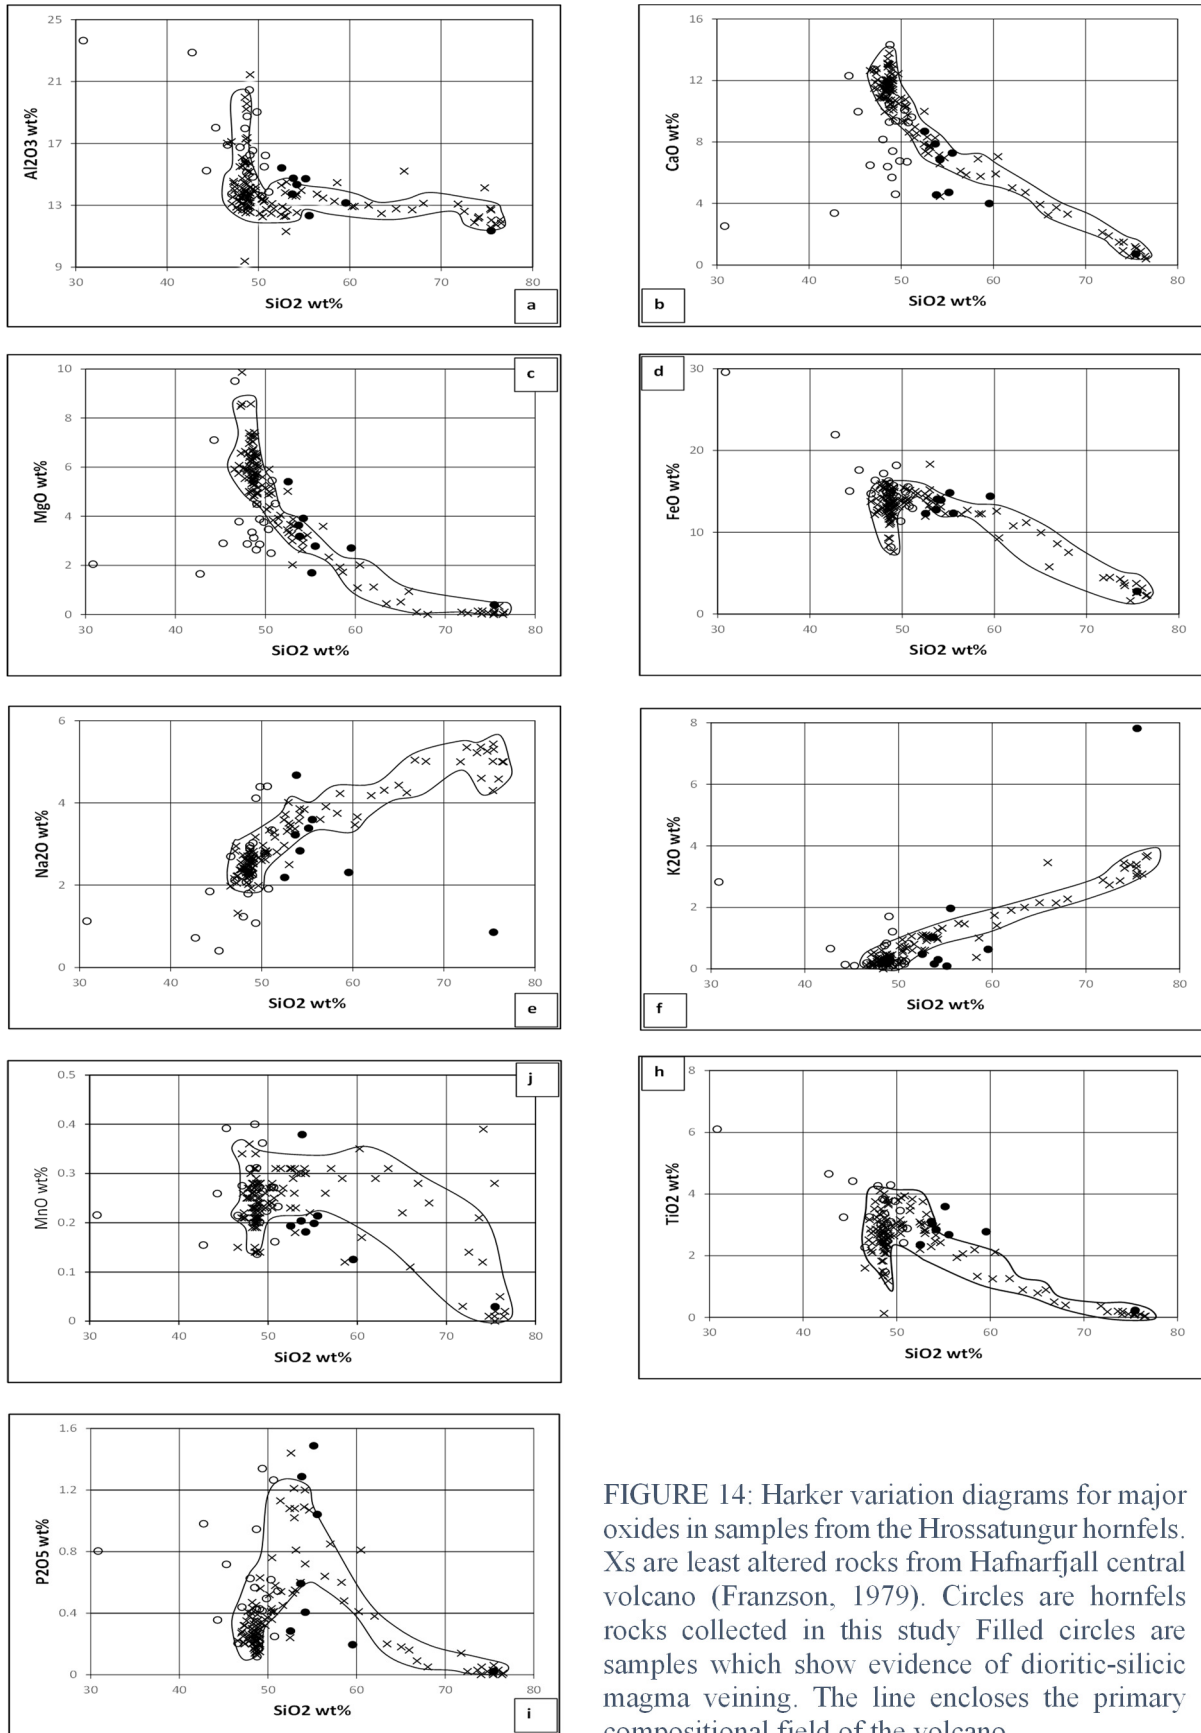 25
21
17
13
9
Al2O3 wt%
30
40
50
60
70
80
SiO2 wt%
a
16
12
8
4
0
CaO wt%
30
40
50
60
70
80
SiO2 wt%
b
10
8
6
4
2
0
MgO wt%
30
40
50
60
70
80
SiO2 wt%
c
30
20
10
0
FeO wt%
30
40
50
60
70
80
SiO2 wt%
d
6
4
2
0
Na2O wt%
30
40
50
60
70
80
SiO2 wt%
e
8
6
4
2
0
K2O wt%
30
40
50
60
70
80
SiO2 wt%
f
0.5
0.4
0.3
0.2
0.1
0
MnO wt%
30
40
50
60
70
80
SiO2 wt%
j
8
6
4
2
0
TiO2 wt%
30
40
50
60
70
80
SiO2 wt%
h
1.6
1.2
0.8
0.4
0
P2O5 wt%
30
40
50
60
70
80
SiO2 wt%
i
FIGURE 14: Harker variation diagrams for major
oxides in samples from the Hrossatungur hornfels.
Xs are least altered rocks from Hafnarfjall central
volcano (Franzson, 1979). Circles are hornfels
rocks collected in this study Filled circles are
samples which show evidence of dioritic-silicic
magma veining. The line encloses the primary
compositional field of the volcano